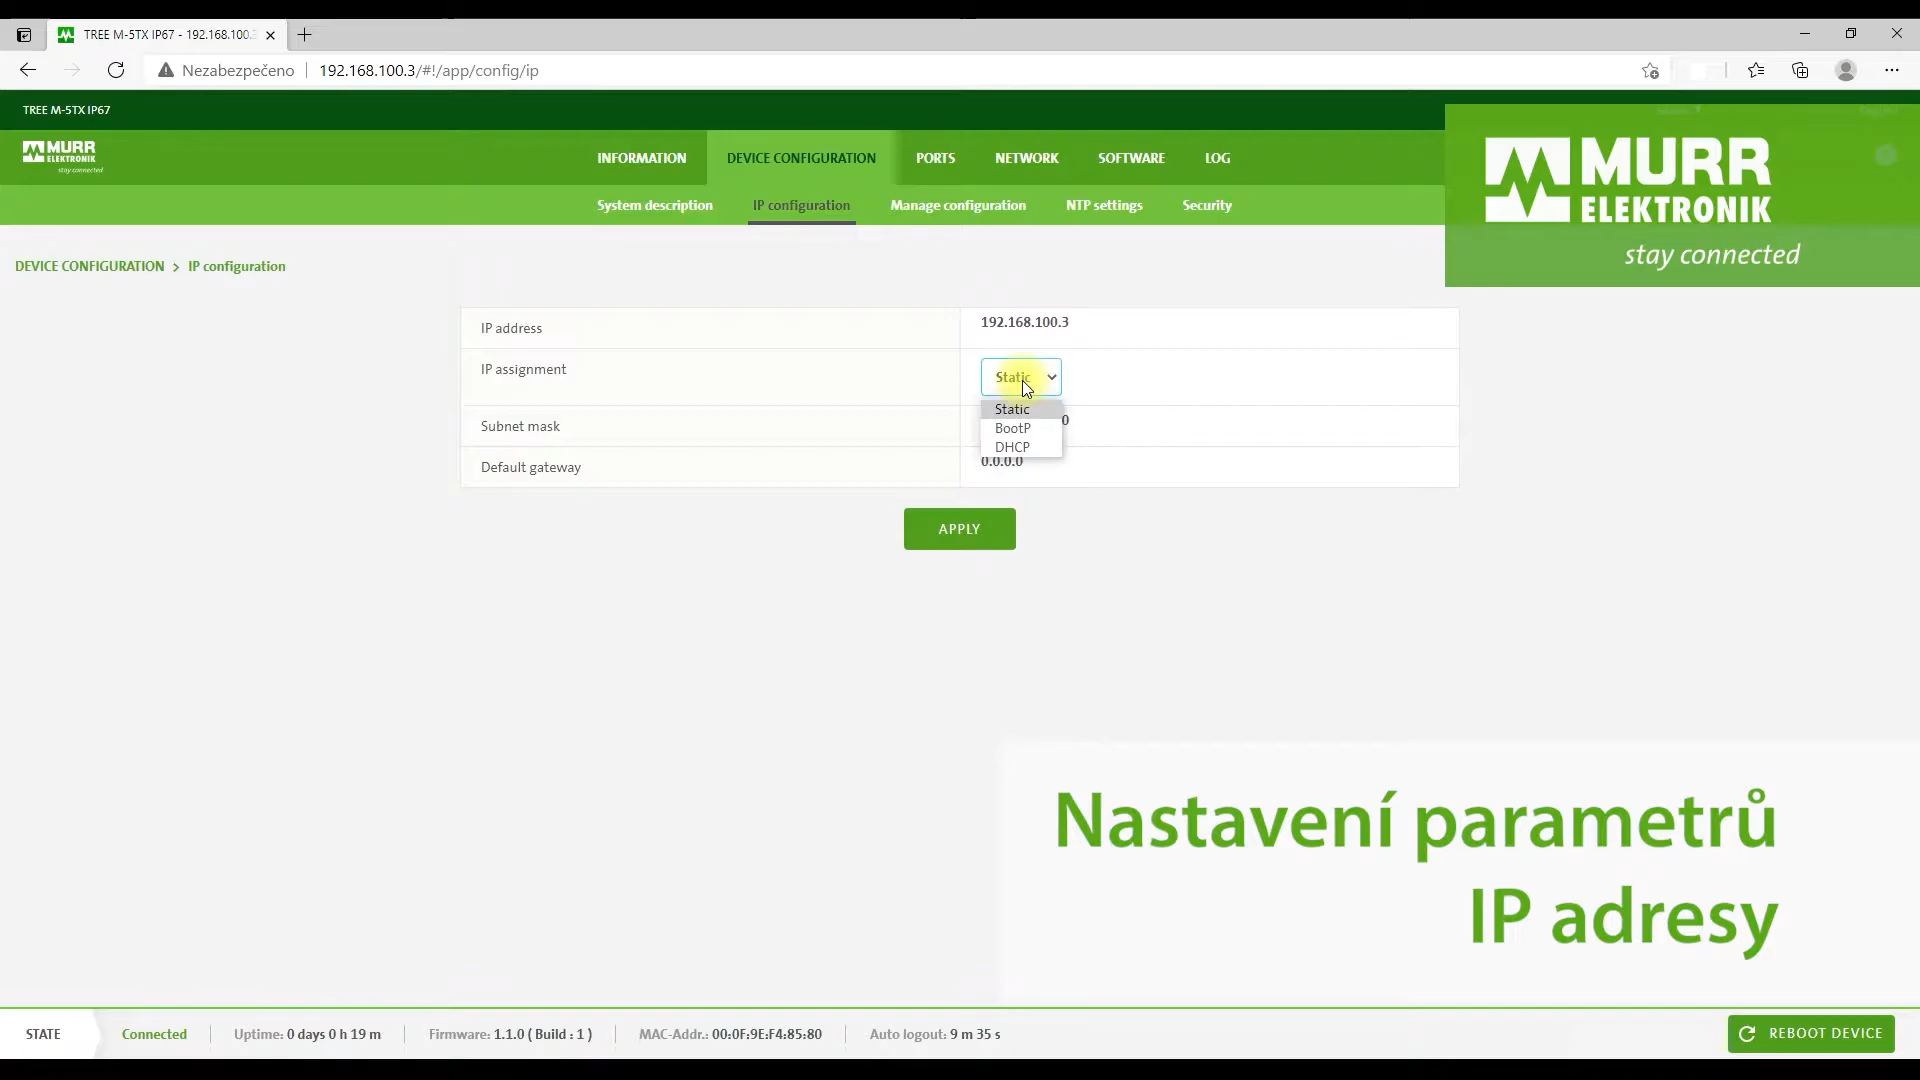 TREE M-5TX IP67 - 192.168.100.
Nezabezpečeno 192.168.100.3/#!/app/config/ip
TREE M-5TX IP67
MURR
ELEKTRONIK
stay connected
INFORMATION DEVICE CONFIGURATION PORTS NETWORK SOFTWARE LOG
System description IP configuration Manage configuration NTP settings Security
MURR
ELEKTRONIK
stay connected
DEVICE CONFIGURATION > IP configuration
IP address 192.168.100.3
IP assignment Static
Static
BootP
DHCP
Subnet mask 0
Default gateway 0.0.0.0
APPLY
Nastavení parametrů
IP adresy
STATE Connected Uptime: 0 days 0 h 19 m Firmware: 1.1.0 ( Build : 1 ) MAC-Addr.: 00:0F:9E:F4:85:80 Auto logout: 9 m 35 s REBOOT DEVICE